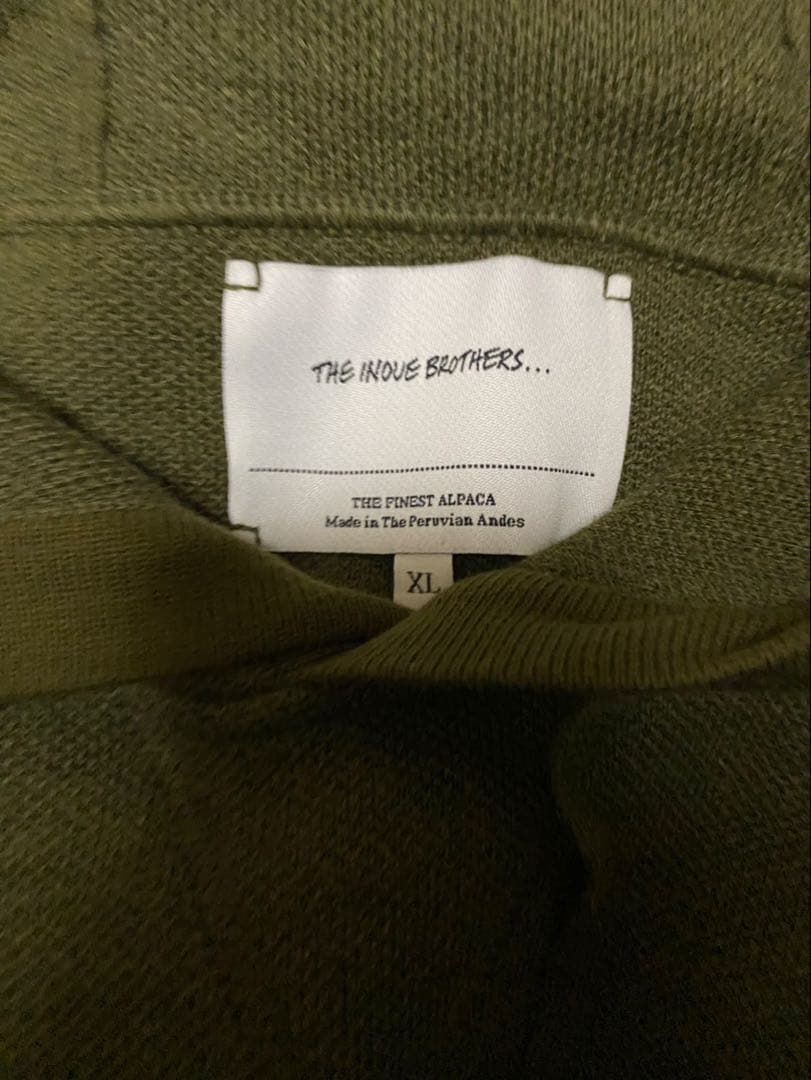 THE INOUE BROTHERS...
THE FINEST ALPACA
Made in The Peruvian Andes
XL